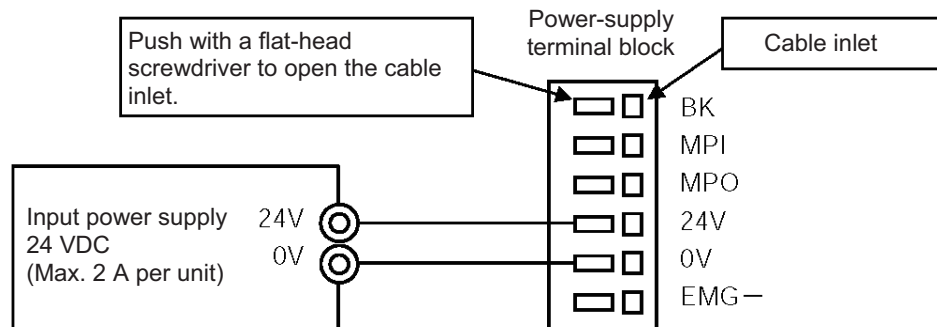 Push with a flat-head
screwdriver to open the cable
inlet.
Power-supply
terminal block
Cable inlet
BK
MPI
MPO
24V
0V
EMG−
Input power supply
24 VDC
(Max. 2 A per unit)
24V
0V